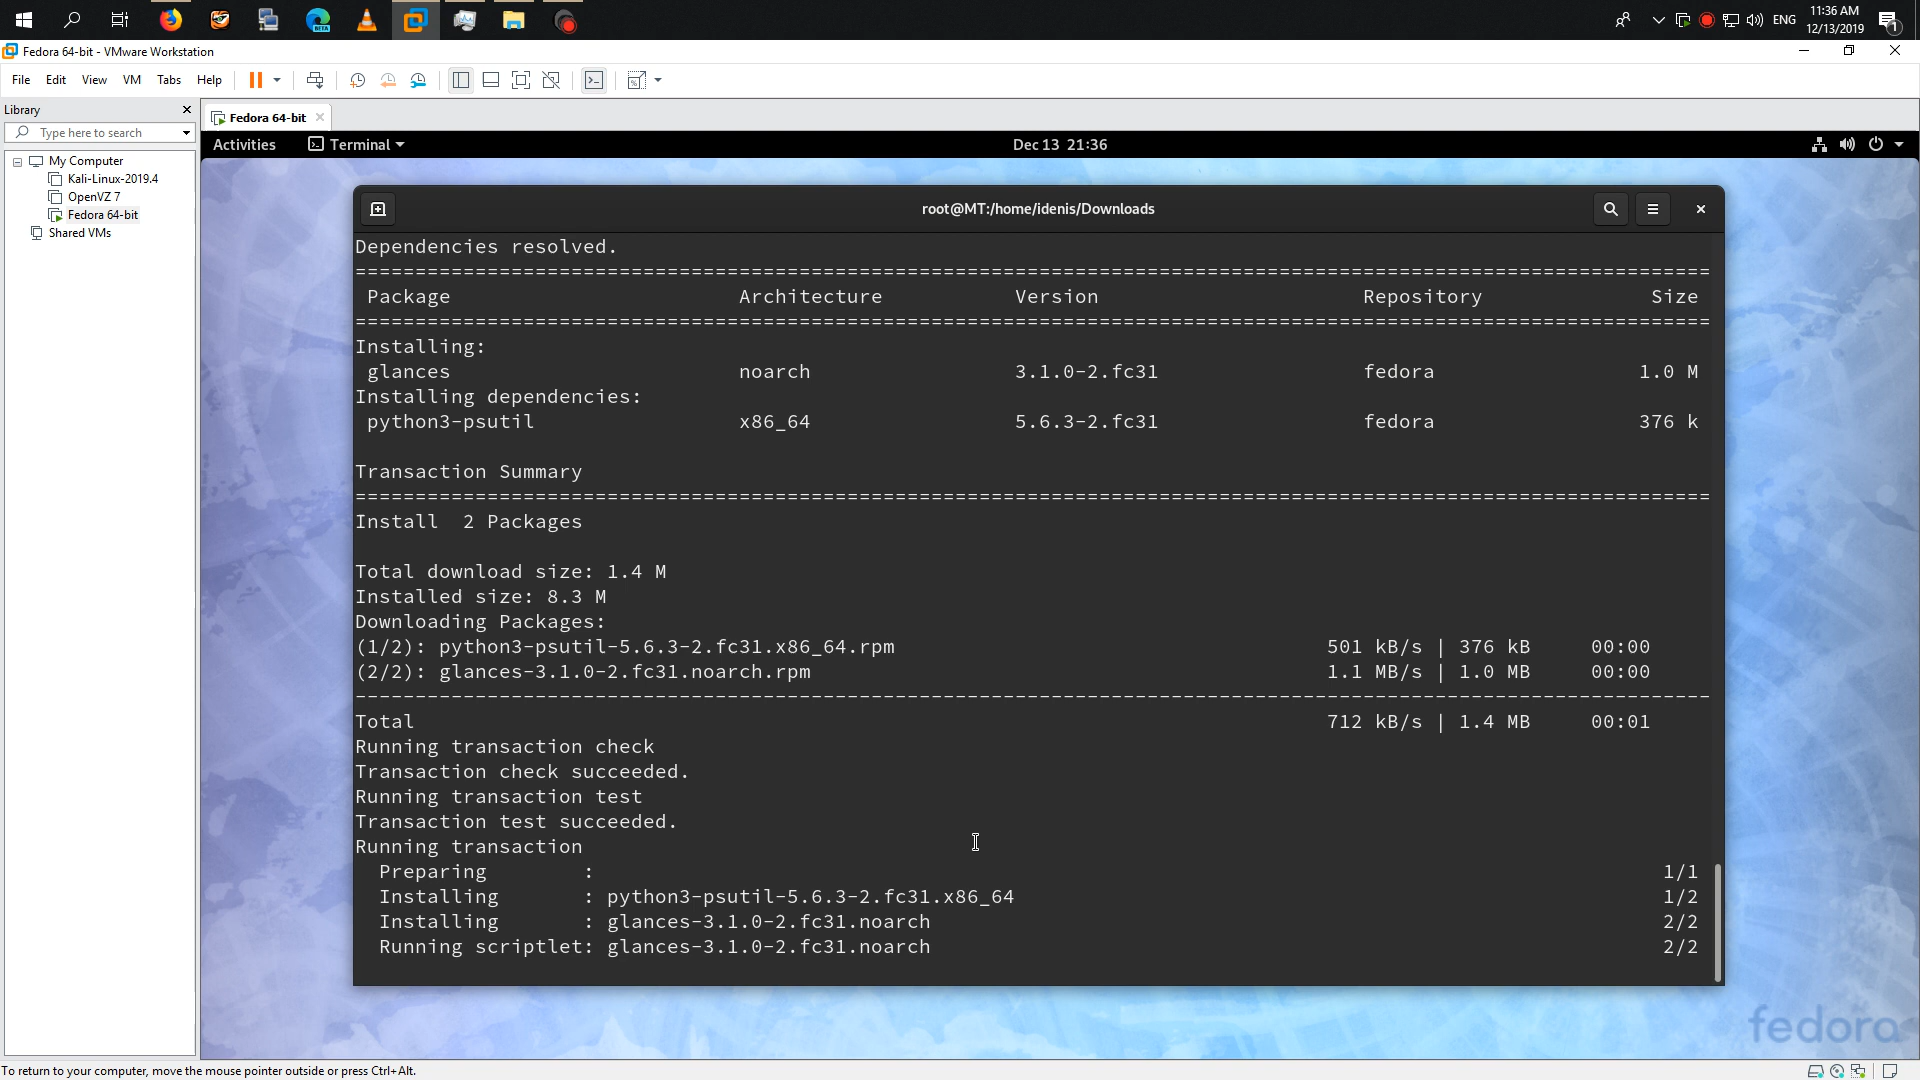 ENG
11:36 AM
12/13/2019
1
Fedora 64-bit - VMware Workstation
File Edit View VM Tabs Help
Library
Type here to search
My Computer
Kali-Linux-2019.4
OpenVZ 7
Fedora 64-bit
Shared VMs
Fedora 64-bit
Activities Terminal Dec 13 21:36
root@MT:/home/idenis/Downloads
Dependencies resolved.
================================================================================
Package Architecture Version Repository Size
================================================================================
Installing:
glances noarch 3.1.0-2.fc31 fedora 1.0 M
Installing dependencies:
python3-psutil x86_64 5.6.3-2.fc31 fedora 376 k
Transaction Summary
================================================================================
Install 2 Packages
Total download size: 1.4 M
Installed size: 8.3 M
Downloading Packages:
(1/2): python3-psutil-5.6.3-2.fc31.x86_64.rpm 501 kB/s | 376 kB 00:00
(2/2): glances-3.1.0-2.fc31.noarch.rpm 1.1 MB/s | 1.0 MB 00:00
--------------------------------------------------------------------------------
Total 712 kB/s | 1.4 MB 00:01
Running transaction check
Transaction check succeeded.
Running transaction test
Transaction test succeeded.
Running transaction
Preparing : 1/1
Installing : python3-psutil-5.6.3-2.fc31.x86_64 1/2
Installing : glances-3.1.0-2.fc31.noarch 2/2
Running scriptlet: glances-3.1.0-2.fc31.noarch 2/2
fedora
To return to your computer, move the mouse pointer outside or press Ctrl+Alt.